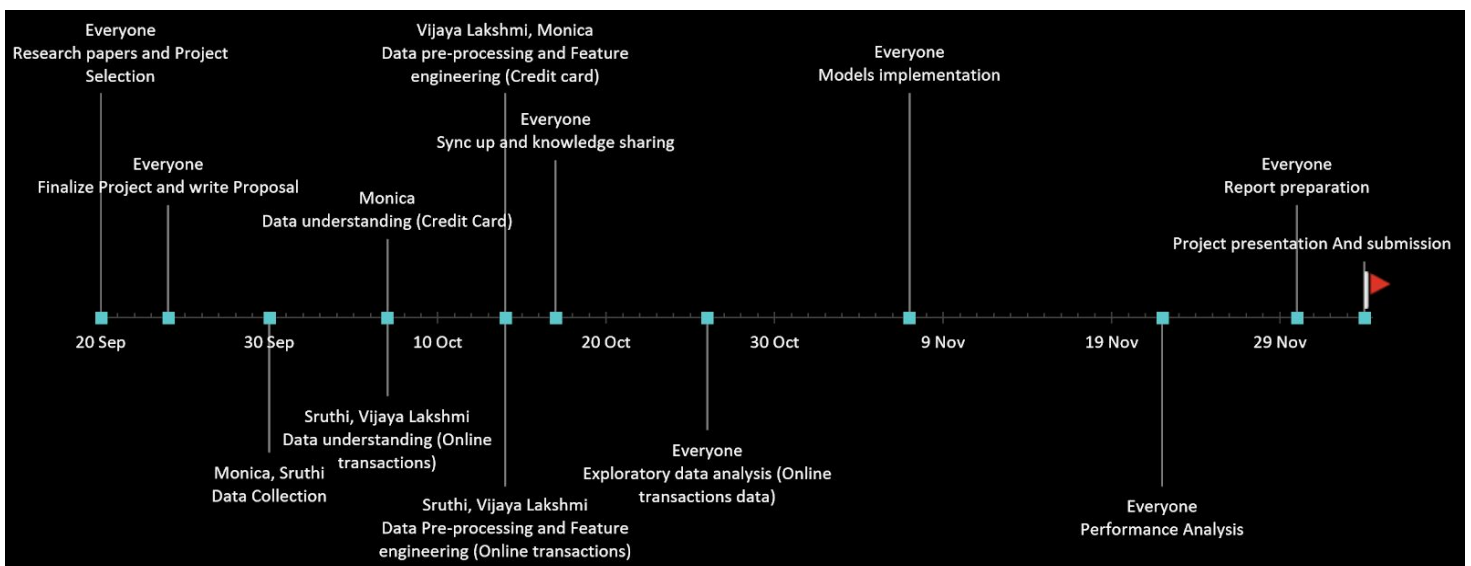 Everyone
Research papers and Project
Selection
Everyone
Finalize Project and write Proposal
Monica
Data understanding (Credit Card)
Vijaya Lakshmi, Monica
Data pre-processing and Feature
engineering (Credit card)
Everyone
Sync up and knowledge sharing
Everyone
Models implementation
Everyone
Report preparation
Project presentation And submission
20 Sep
30 Sep
10 Oct
20 Oct
30 Oct
9 Nov
19 Nov
29 Nov
Monica, Sruthi
Data Collection
Sruthi, Vijaya Lakshmi
Data understanding (Online
transactions)
Sruthi, Vijaya Lakshmi
Data Pre-processing and Feature
engineering (Online transactions)
Everyone
Exploratory data analysis (Online
transactions data)
Everyone
Performance Analysis